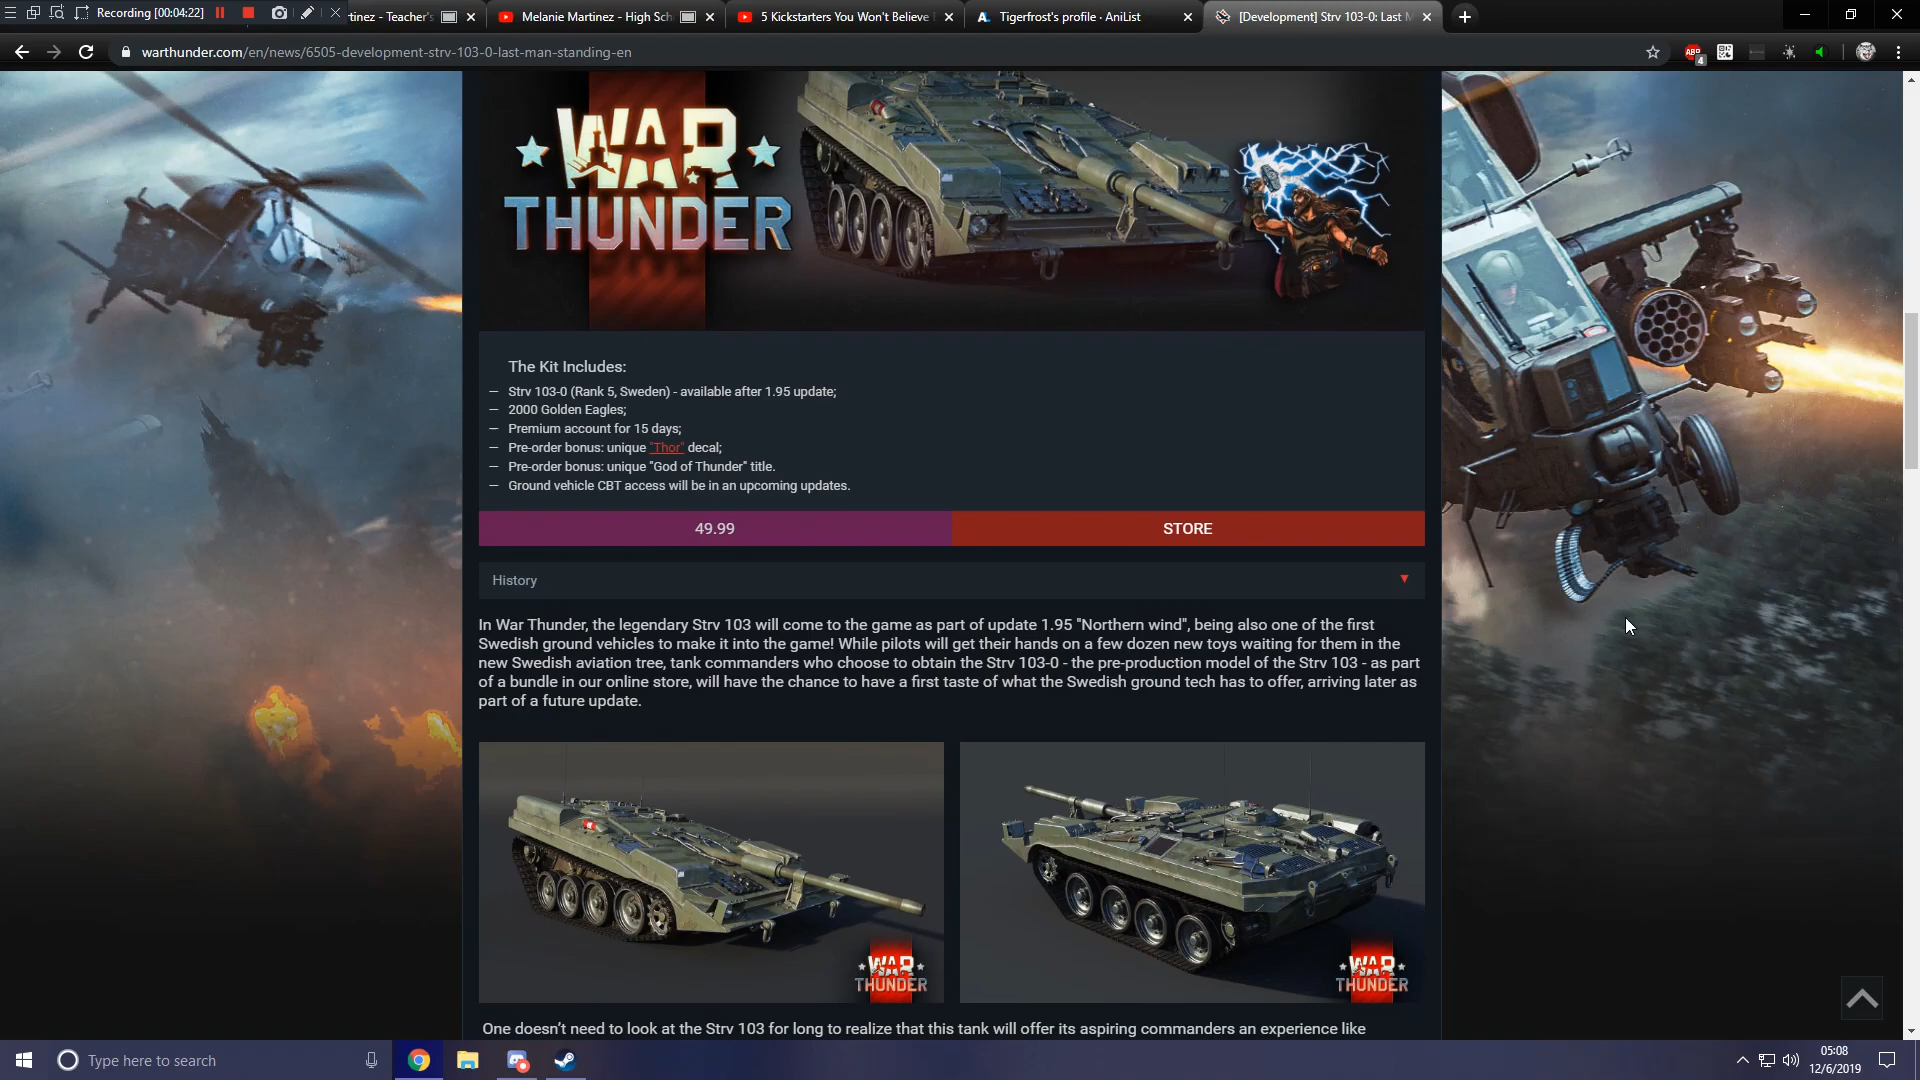 Recording [00:04:22]
tinez - Teacher's
Melanie Martinez - High Sch
5 Kickstarters You Won't Believe
Tigerfrost's profile · AniList
[Development] Strv 103-0: Last M
warthunder.com/en/news/6505-development-strv-103-0-last-man-standing-en
ABP
4
WAR
THUNDER
The Kit Includes:
— Strv 103-0 (Rank 5, Sweden) - available after 1.95 update;
— 2000 Golden Eagles;
— Premium account for 15 days;
— Pre-order bonus: unique "Thor" decal;
— Pre-order bonus: unique "God of Thunder" title.
— Ground vehicle CBT access will be in an upcoming updates.
49.99
STORE
History
In War Thunder, the legendary Strv 103 will come to the game as part of update 1.95 "Northern wind", being also one of the first
Swedish ground vehicles to make it into the game! While pilots will get their hands on a few dozen new toys waiting for them in the
new Swedish aviation tree, tank commanders who choose to obtain the Strv 103-0 - the pre-production model of the Strv 103 - as part
of a bundle in our online store, will have the chance to have a first taste of what the Swedish ground tech has to offer, arriving later as
part of a future update.
WAR
THUNDER
WAR
THUNDER
One doesn't need to look at the Strv 103 for long to realize that this tank will offer its aspiring commanders an experience like
Type here to search
05:08
12/6/2019